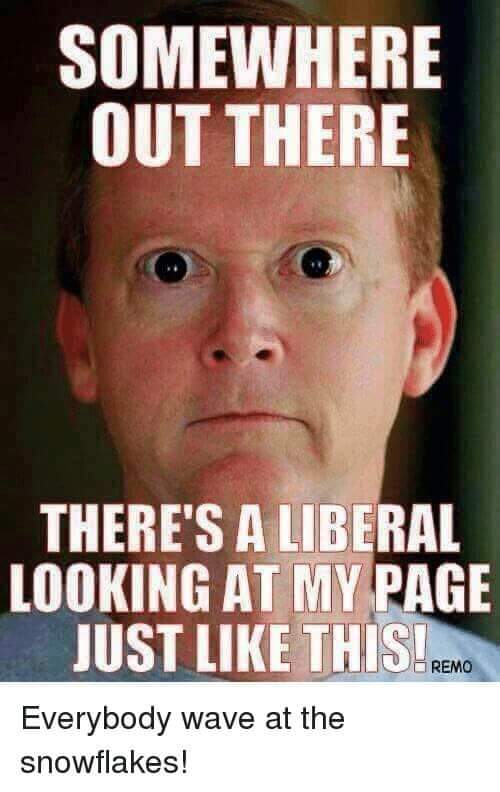 SOMEWHERE
OUT THERE
THERE'S A LIBERAL
LOOKING AT MY PAGE
JUST LIKE THIS!
REMO
Everybody wave at the
snowflakes!